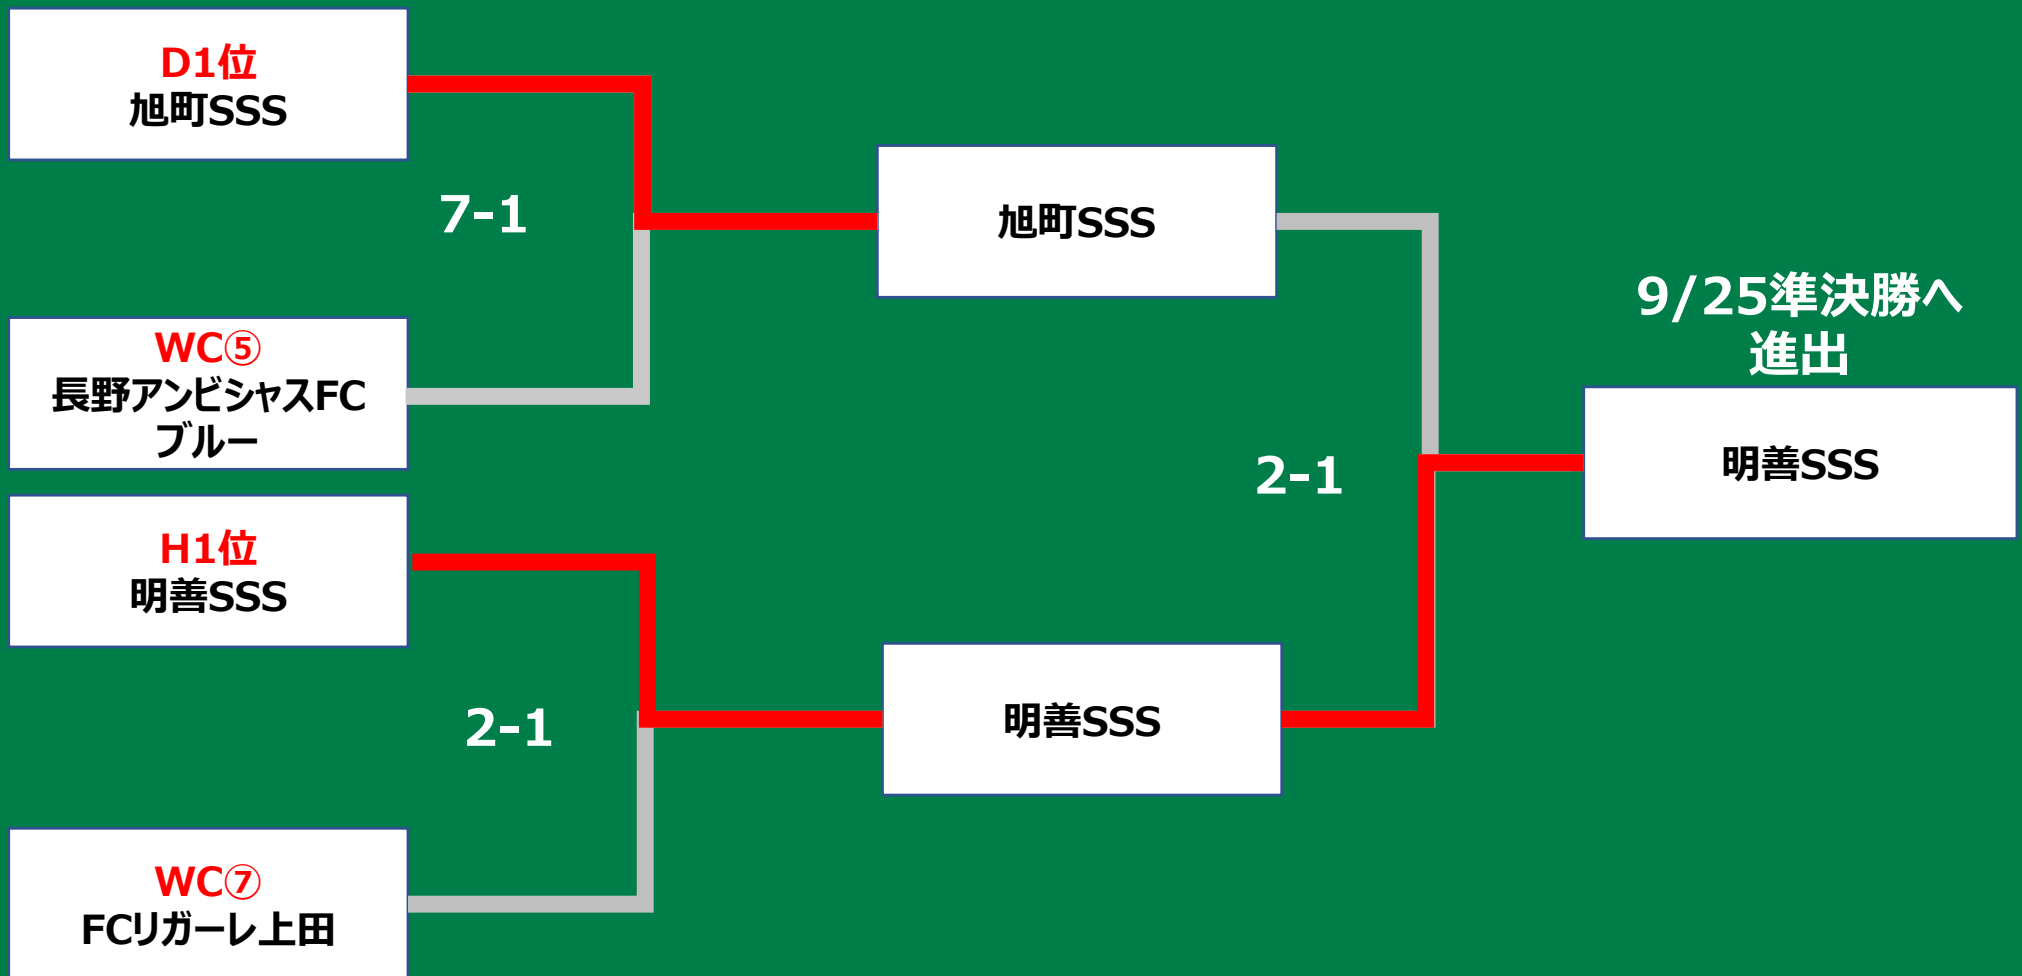 D1位
旭町SSS
7-1
WC⑤
長野アンビシャスFC
ブルー
H1位
明善SSS
2-1
WC⑦
FCリガーレ上田
旭町SSS
2-1
明善SSS
9/25準決勝へ
進出
明善SSS